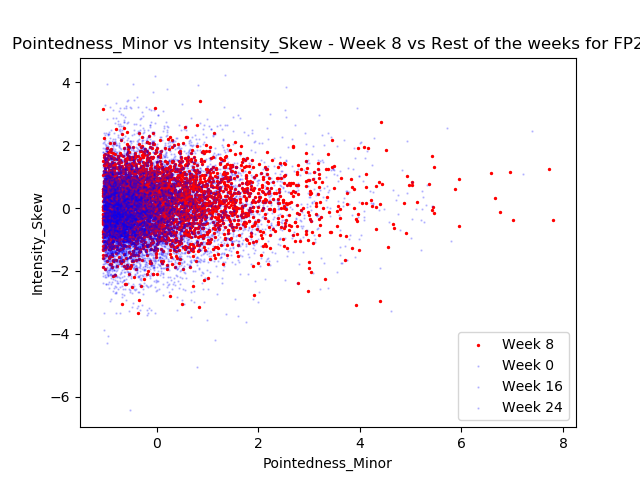 Pointedness_Minor vs Intensity_Skew - Week 8 vs Rest of the weeks for FP2
4
2
0
−2
−4
−6
Intensity_Skew
Week 8
Week 0
Week 16
Week 24
0 2 4 6 8
Pointedness_Minor